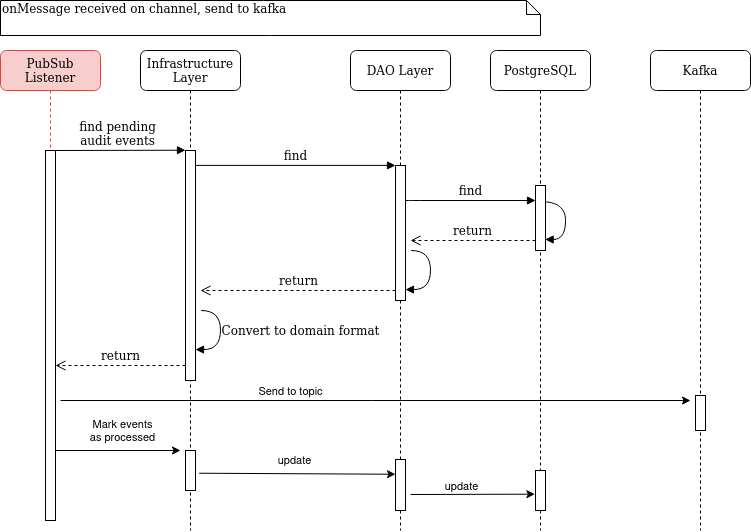 onMessage received on channel, send to kafka
PubSub
Listener
Infrastructure
Layer
DAO Layer
PostgreSQL
Kafka
find pending
audit events
find
find
return
return
Convert to domain format
return
Send to topic
Mark events
as processed
update
update